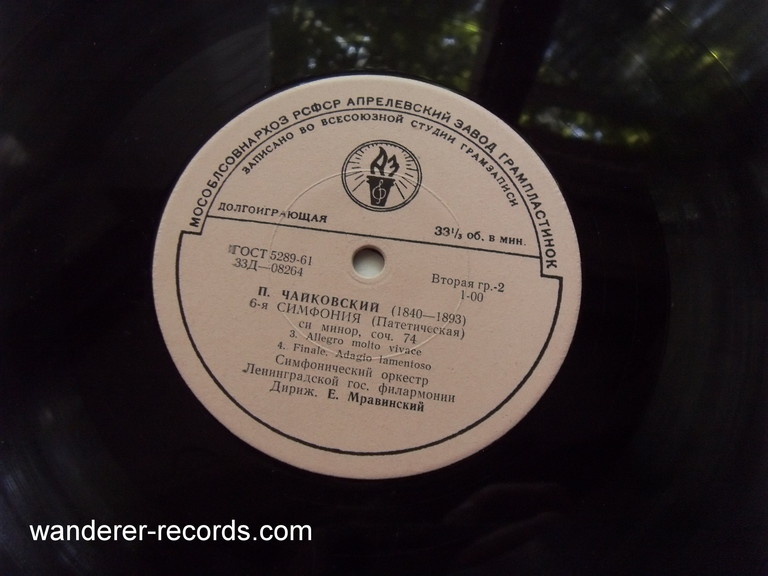 МОСОБЛСОВНАРХОЗ РСФСР АПРЕЛЕВСКИЙ ЗАВОД ГРАМПЛАСТИНОК
ЗАПИСАНО ВО ВСЕСОЮЗНОЙ СТУДИИ ГРАМЗАПИСИ
АЗ
ДОЛГОИГРАЮЩАЯ
33⅓ об. в мин.
ГОСТ 5289-61
33Д—08264
Вторая гр.-2
1-00
П. ЧАЙКОВСКИЙ (1840—1893)
6-я СИМФОНИЯ (Патетическая)
си минор, соч. 74
3. Allegro molto vivace
4. Finale. Adagio lamentoso
Симфонический оркестр
Ленинградской гос. филармонии
Дириж. Е. Мравинский
wanderer-records.com